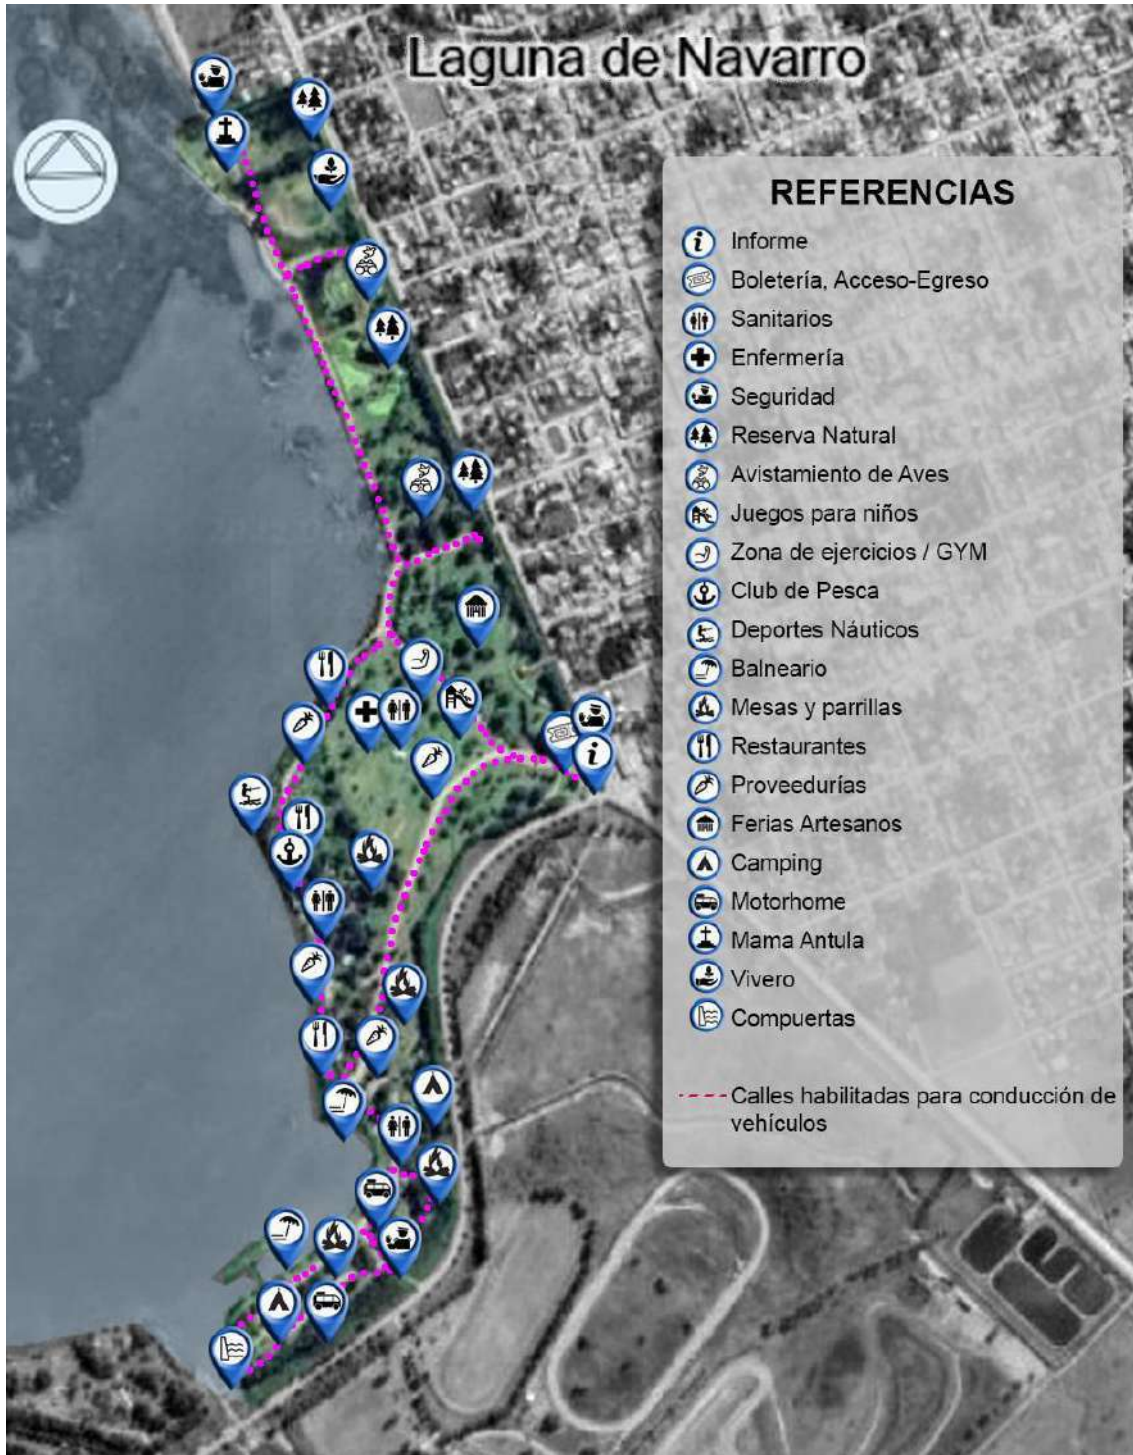 Laguna de Navarro
REFERENCIAS
Informe
Boletería, Acceso-Egreso
Sanitarios
Enfermería
Seguridad
Reserva Natural
Avistamiento de Aves
Juegos para niños
Zona de ejercicios / GYM
Club de Pesca
Deportes Náuticos
Balneario
Mesas y parrillas
Restaurantes
Proveedurías
Ferias Artesanos
Camping
Motorhome
Mama Antula
Vivero
Compuertas
Calles habilitadas para conducción de
vehículos